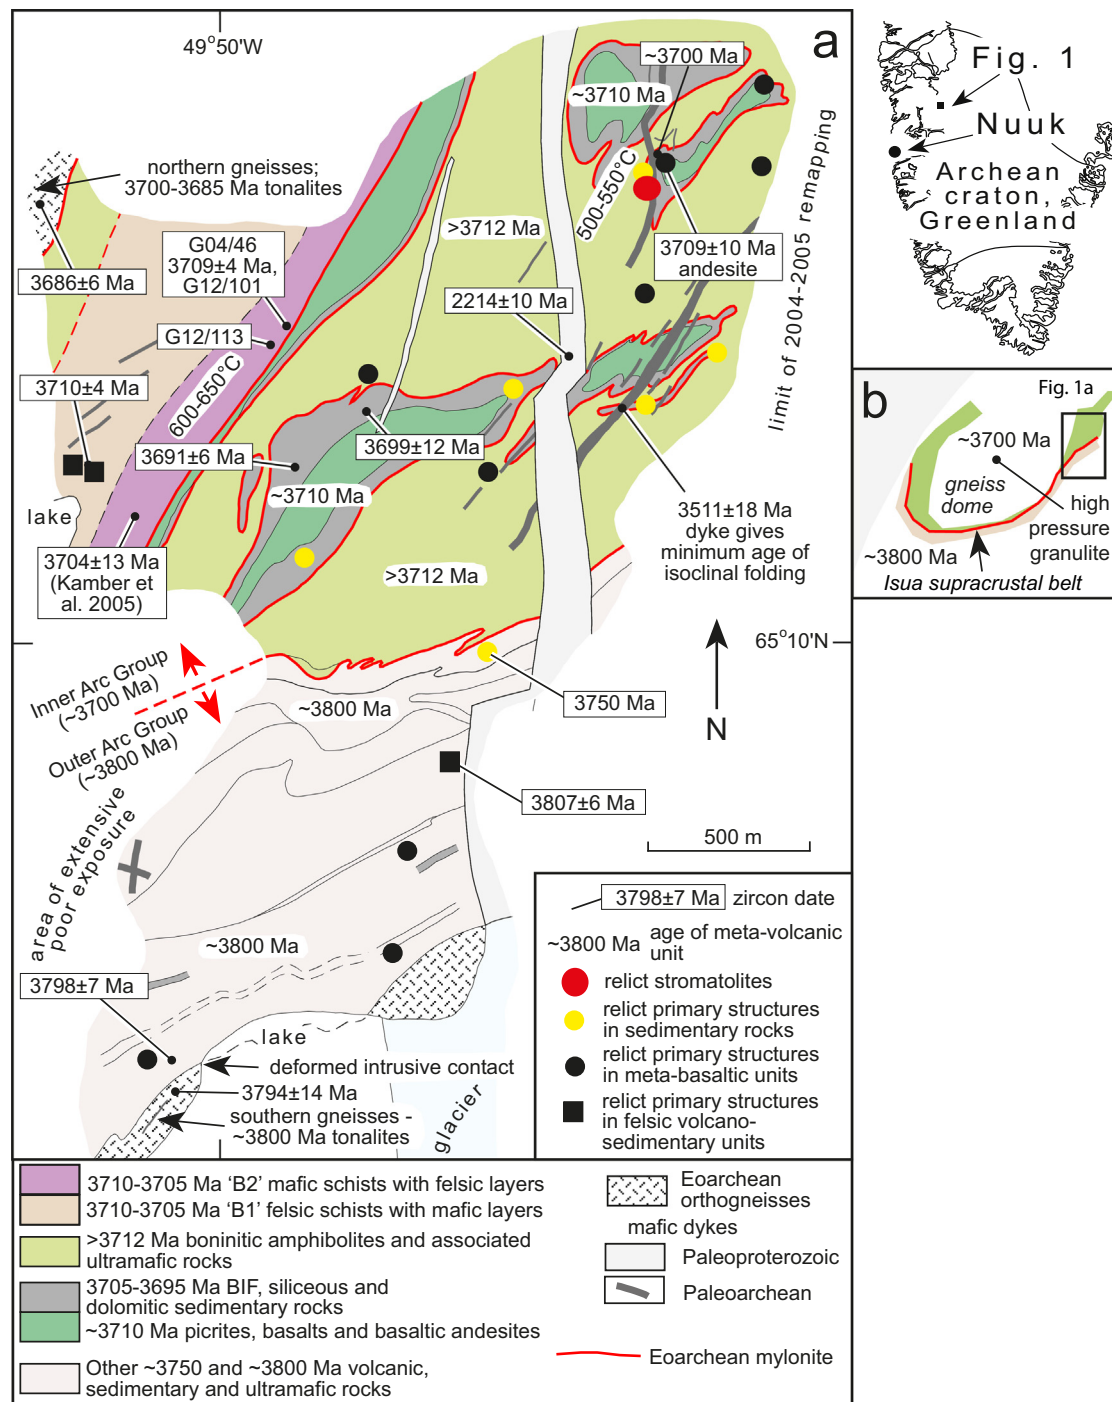 a
49°50'W
~3700 Ma
~3710 Ma
northern gneisses;
3700-3685 Ma tonalites
500-550°C
limit of 2004-2005 remapping
>3712 Ma
G04/46
3709±4 Ma,
G12/101
3709±10 Ma
andesite
3686±6 Ma
2214±10 Ma
G12/113
600-650°C
3710±4 Ma
3699±12 Ma
3691±6 Ma
~3710 Ma
lake
3511±18 Ma
dyke gives
minimum age of
isoclinal folding
3704±13 Ma
(Kamber et
al. 2005)
>3712 Ma
65°10'N
Inner Arc Group
(~3700 Ma)
Outer Arc Group
(~3800 Ma)
~3800 Ma
3750 Ma
N
3807±6 Ma
500 m
area of extensive
poor exposure
~3800 Ma
3798±7 Ma
lake
deformed intrusive contact
3794±14 Ma
southern gneisses -
~3800 Ma tonalites
glacier
3798±7 Ma zircon date
~3800 Ma age of meta-volcanic
unit
relict stromatolites
relict primary structures
in sedimentary rocks
relict primary structures
in meta-basaltic units
relict primary structures
in felsic volcano-
sedimentary units
3710-3705 Ma ‘B2’ mafic schists with felsic layers
3710-3705 Ma ‘B1’ felsic schists with mafic layers
>3712 Ma boninitic amphibolites and associated
ultramafic rocks
3705-3695 Ma BIF, siliceous and
dolomitic sedimentary rocks
~3710 Ma picrites, basalts and basaltic andesites
Other ~3750 and ~3800 Ma volcanic,
sedimentary and ultramafic rocks
Eoarchean
orthogneisses
mafic dykes
Paleoproterozoic
Paleoarchean
Eoarchean mylonite
Fig. 1
Nuuk
Archean
craton,
Greenland
b
Fig. 1a
~3700 Ma
gneiss
dome
high
pressure
granulite
~3800 Ma
Isua supracrustal belt